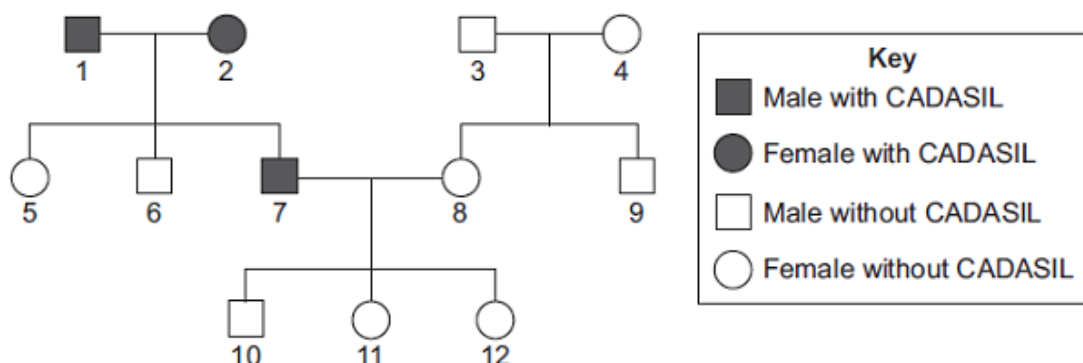 1 2 3 4
Key
Male with CADASIL
Female with CADASIL
Male without CADASIL
Female without CADASIL
5 6 7 8 9
10 11 12